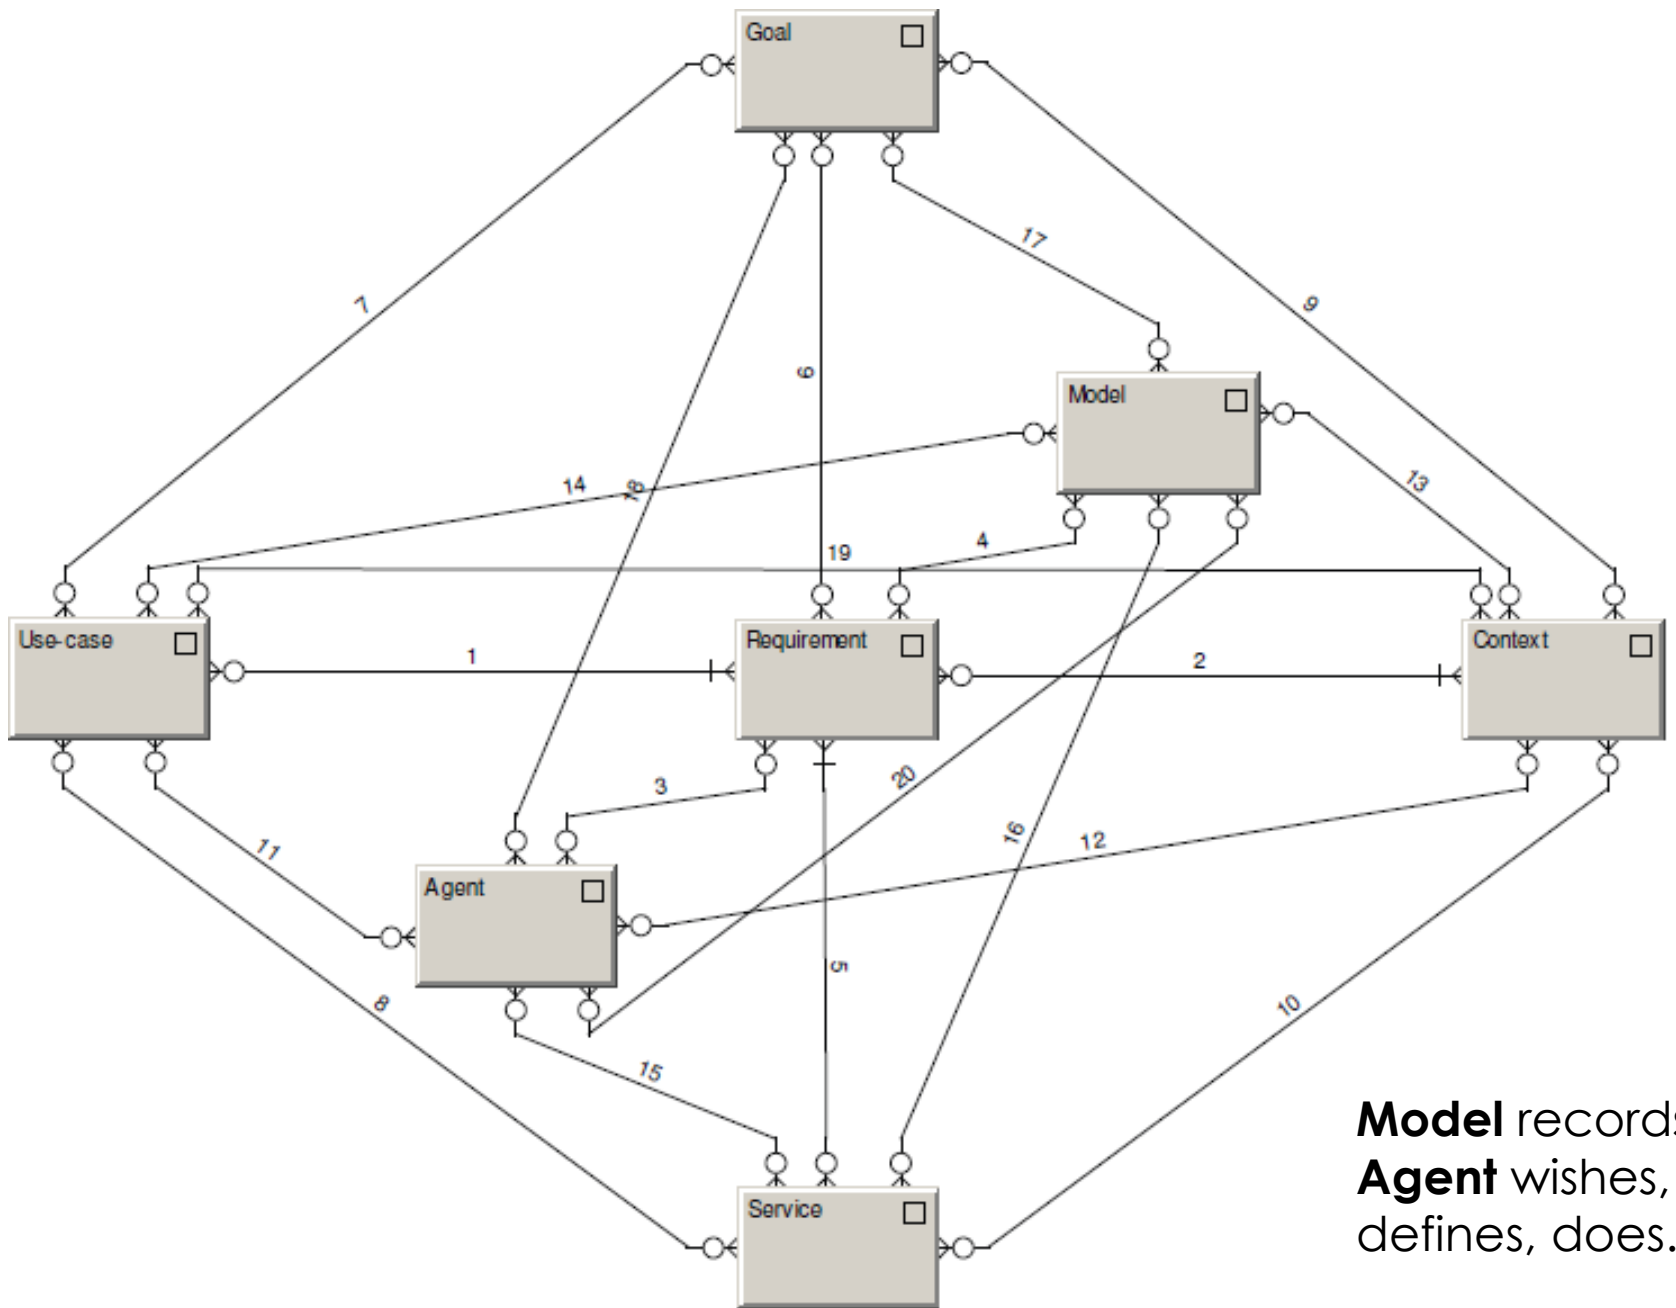 Goal
17
7
9
6
Model
14
18
13
4
19
Use-case
Requirement
Context
1
2
3
20
11
12
16
Agent
5
8
10
15
Model records
Agent wishes,
defines, does.
Service